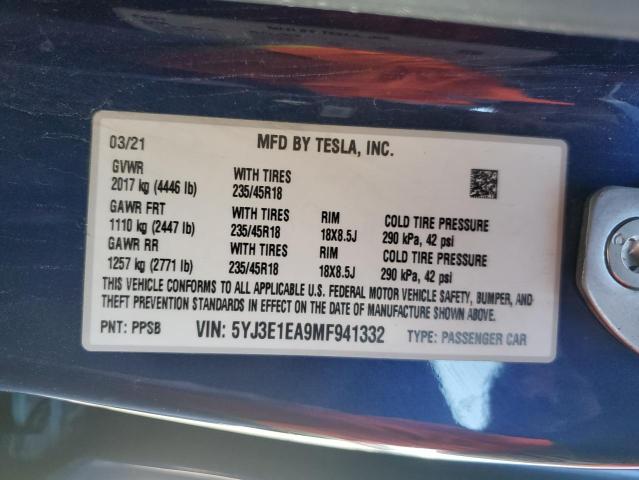 03/21 MFD BY TESLA, INC.
GVWR WITH TIRES
2017 kg (4446 lb) 235/45R18
GAWR FRT WITH TIRES RIM COLD TIRE PRESSURE
1110 kg (2447 lb) 235/45R18 18X8.5J 290 kPa, 42 psi
GAWR RR WITH TIRES RIM COLD TIRE PRESSURE
1257 kg (2771 lb) 235/45R18 18X8.5J 290 kPa, 42 psi
THIS VEHICLE CONFORMS TO ALL APPLICABLE U.S. FEDERAL MOTOR VEHICLE SAFETY, BUMPER, AND
THEFT PREVENTION STANDARDS IN EFFECT ON THE DATE OF MANUFACTURE SHOWN ABOVE.
PNT: PPSB VIN: 5YJ3E1EA9MF941332 TYPE: PASSENGER CAR